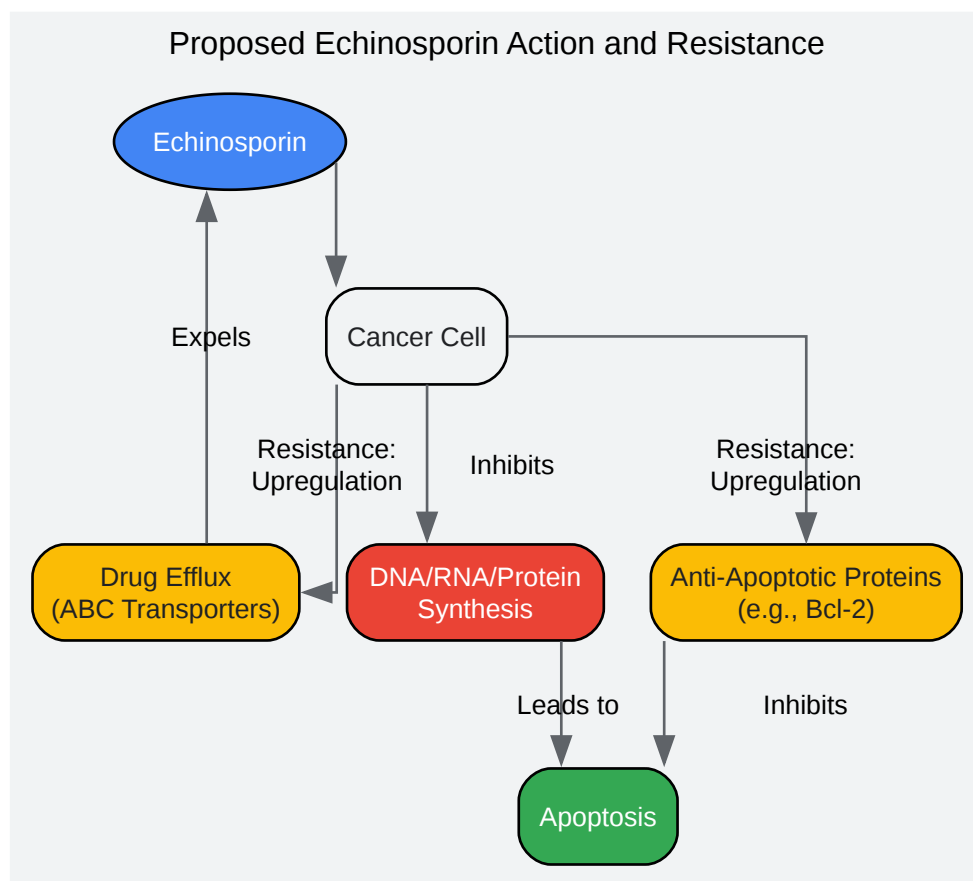 Proposed Echinosporin Action and Resistance
Echinosporin
Expels
Cancer Cell
Resistance:
Upregulation
Inhibits
Resistance:
Upregulation
Drug Efflux
(ABC Transporters)
DNA/RNA/Protein
Synthesis
Anti-Apoptotic Proteins
(e.g., Bcl-2)
Leads to
Inhibits
Apoptosis